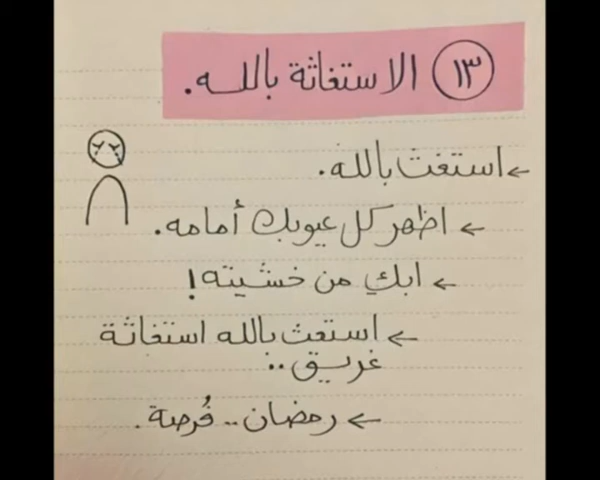 ١٣ الاستغاثة بالله.
← استغث بالله.
← اظهر كل عيوبك أمامه.
← ابكِ من خشيته!
← استغث بالله استغاثة
غريق..
← رمضان.. فُرصة.